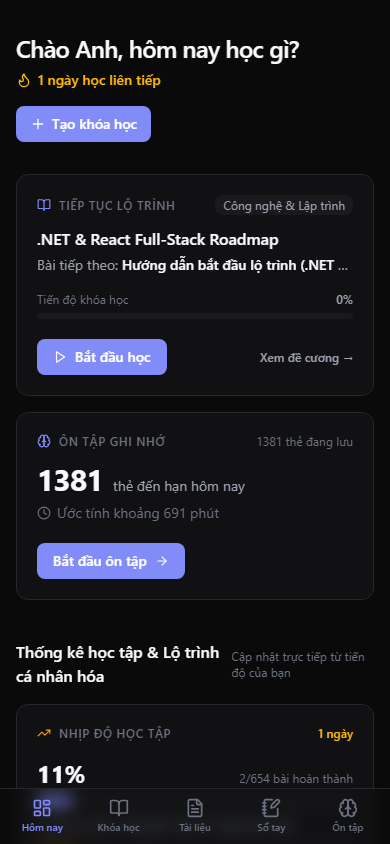 Chào Anh, hôm nay học gì?
1 ngày học liên tiếp
Tạo khóa học
TIẾP TỤC LỘ TRÌNH
Công nghệ & Lập trình
.NET & React Full-Stack Roadmap
Bài tiếp theo: Hướng dẫn bắt đầu lộ trình (.NET ...
Tiến độ khóa học
0%
Bắt đầu học
Xem đề cương →
ÔN TẬP GHI NHỚ
1381 thẻ đang lưu
1381 thẻ đến hạn hôm nay
Ước tính khoảng 691 phút
Bắt đầu ôn tập
Thống kê học tập & Lộ trình
cá nhân hóa
Cập nhật trực tiếp từ tiến
độ của bạn
NHỊP ĐỘ HỌC TẬP
1 ngày
11%
2/654 bài hoàn thành
Hôm nay
Khóa học
Tài liệu
Sổ tay
Ôn tập